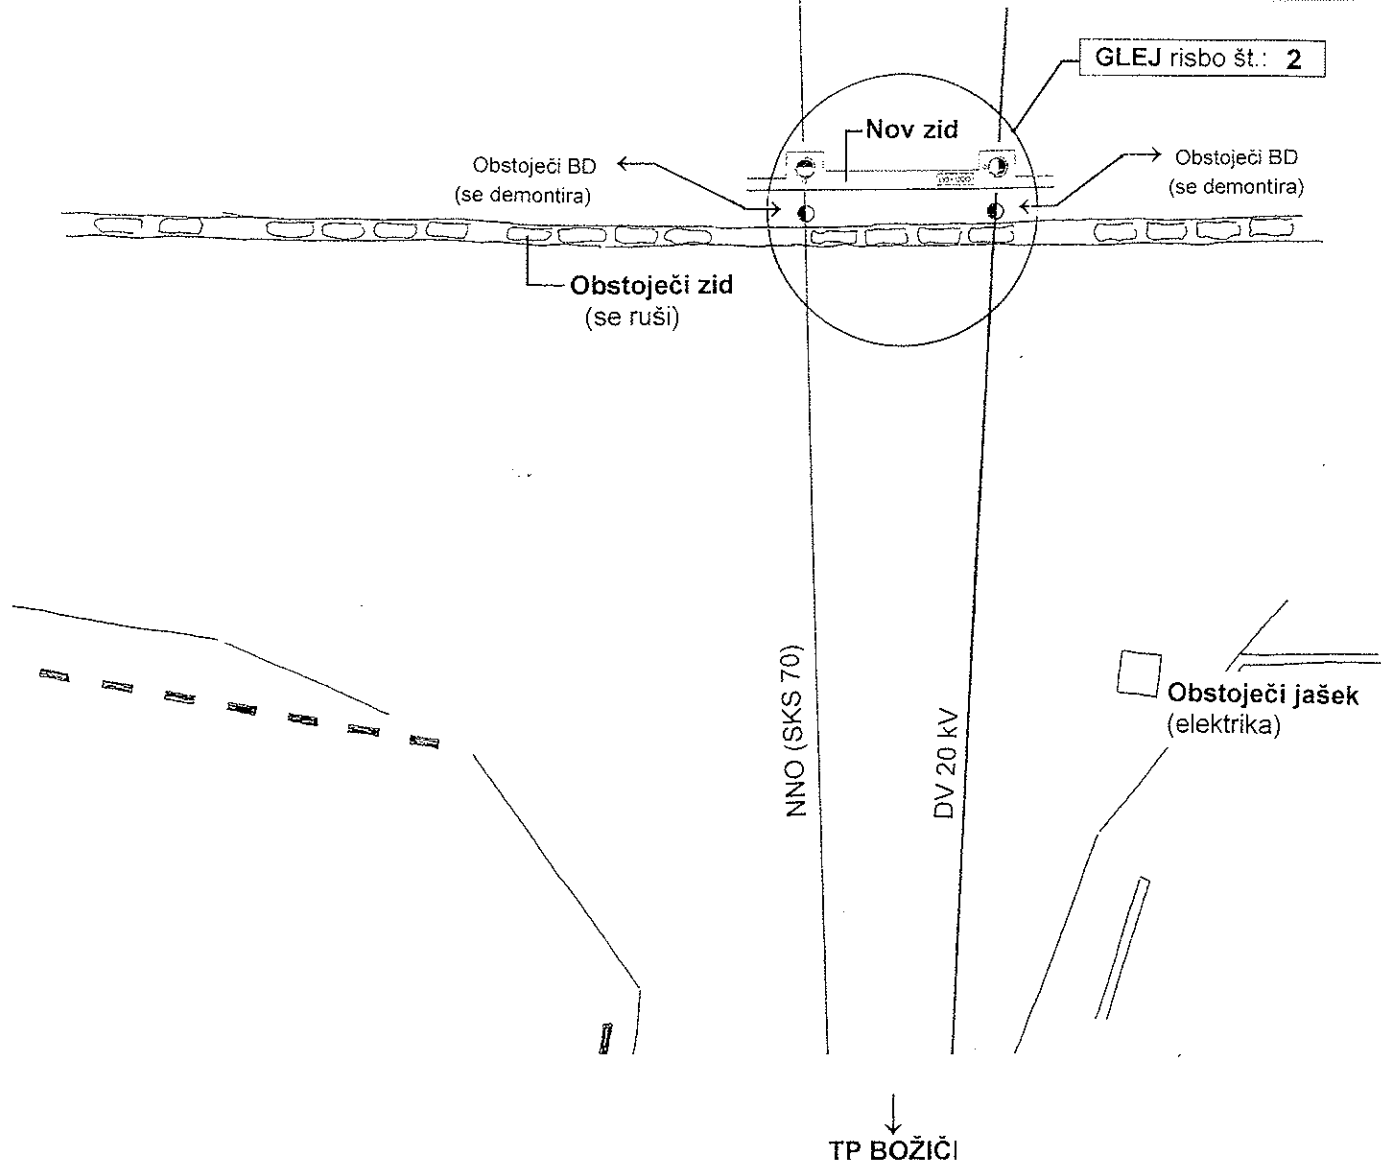 GLEJ risbo št.: 2
Nov zid
Obstoječi BD
(se demontira)
Obstoječi BD
(se demontira)
Obstoječi zid
(se ruši)
NNO (SKS 70)
DV 20 kV
Obstoječi jašek
(elektrika)
TP BOŽIČI